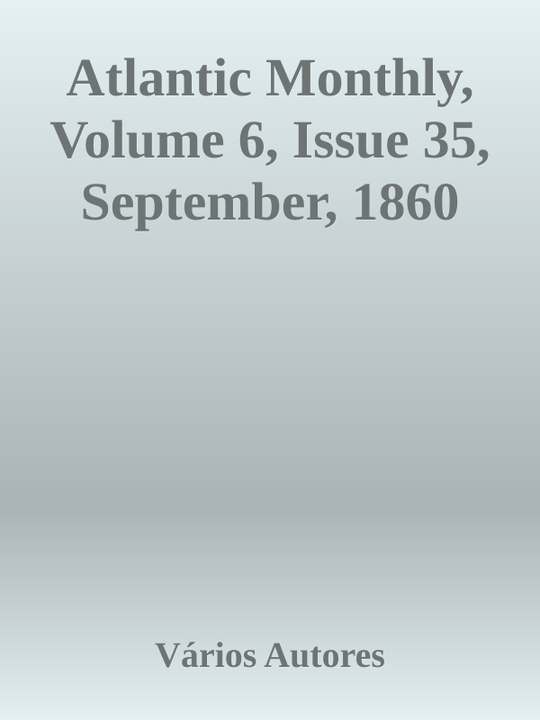 Atlantic Monthly,
Volume 6, Issue 35,
September, 1860
Vários Autores